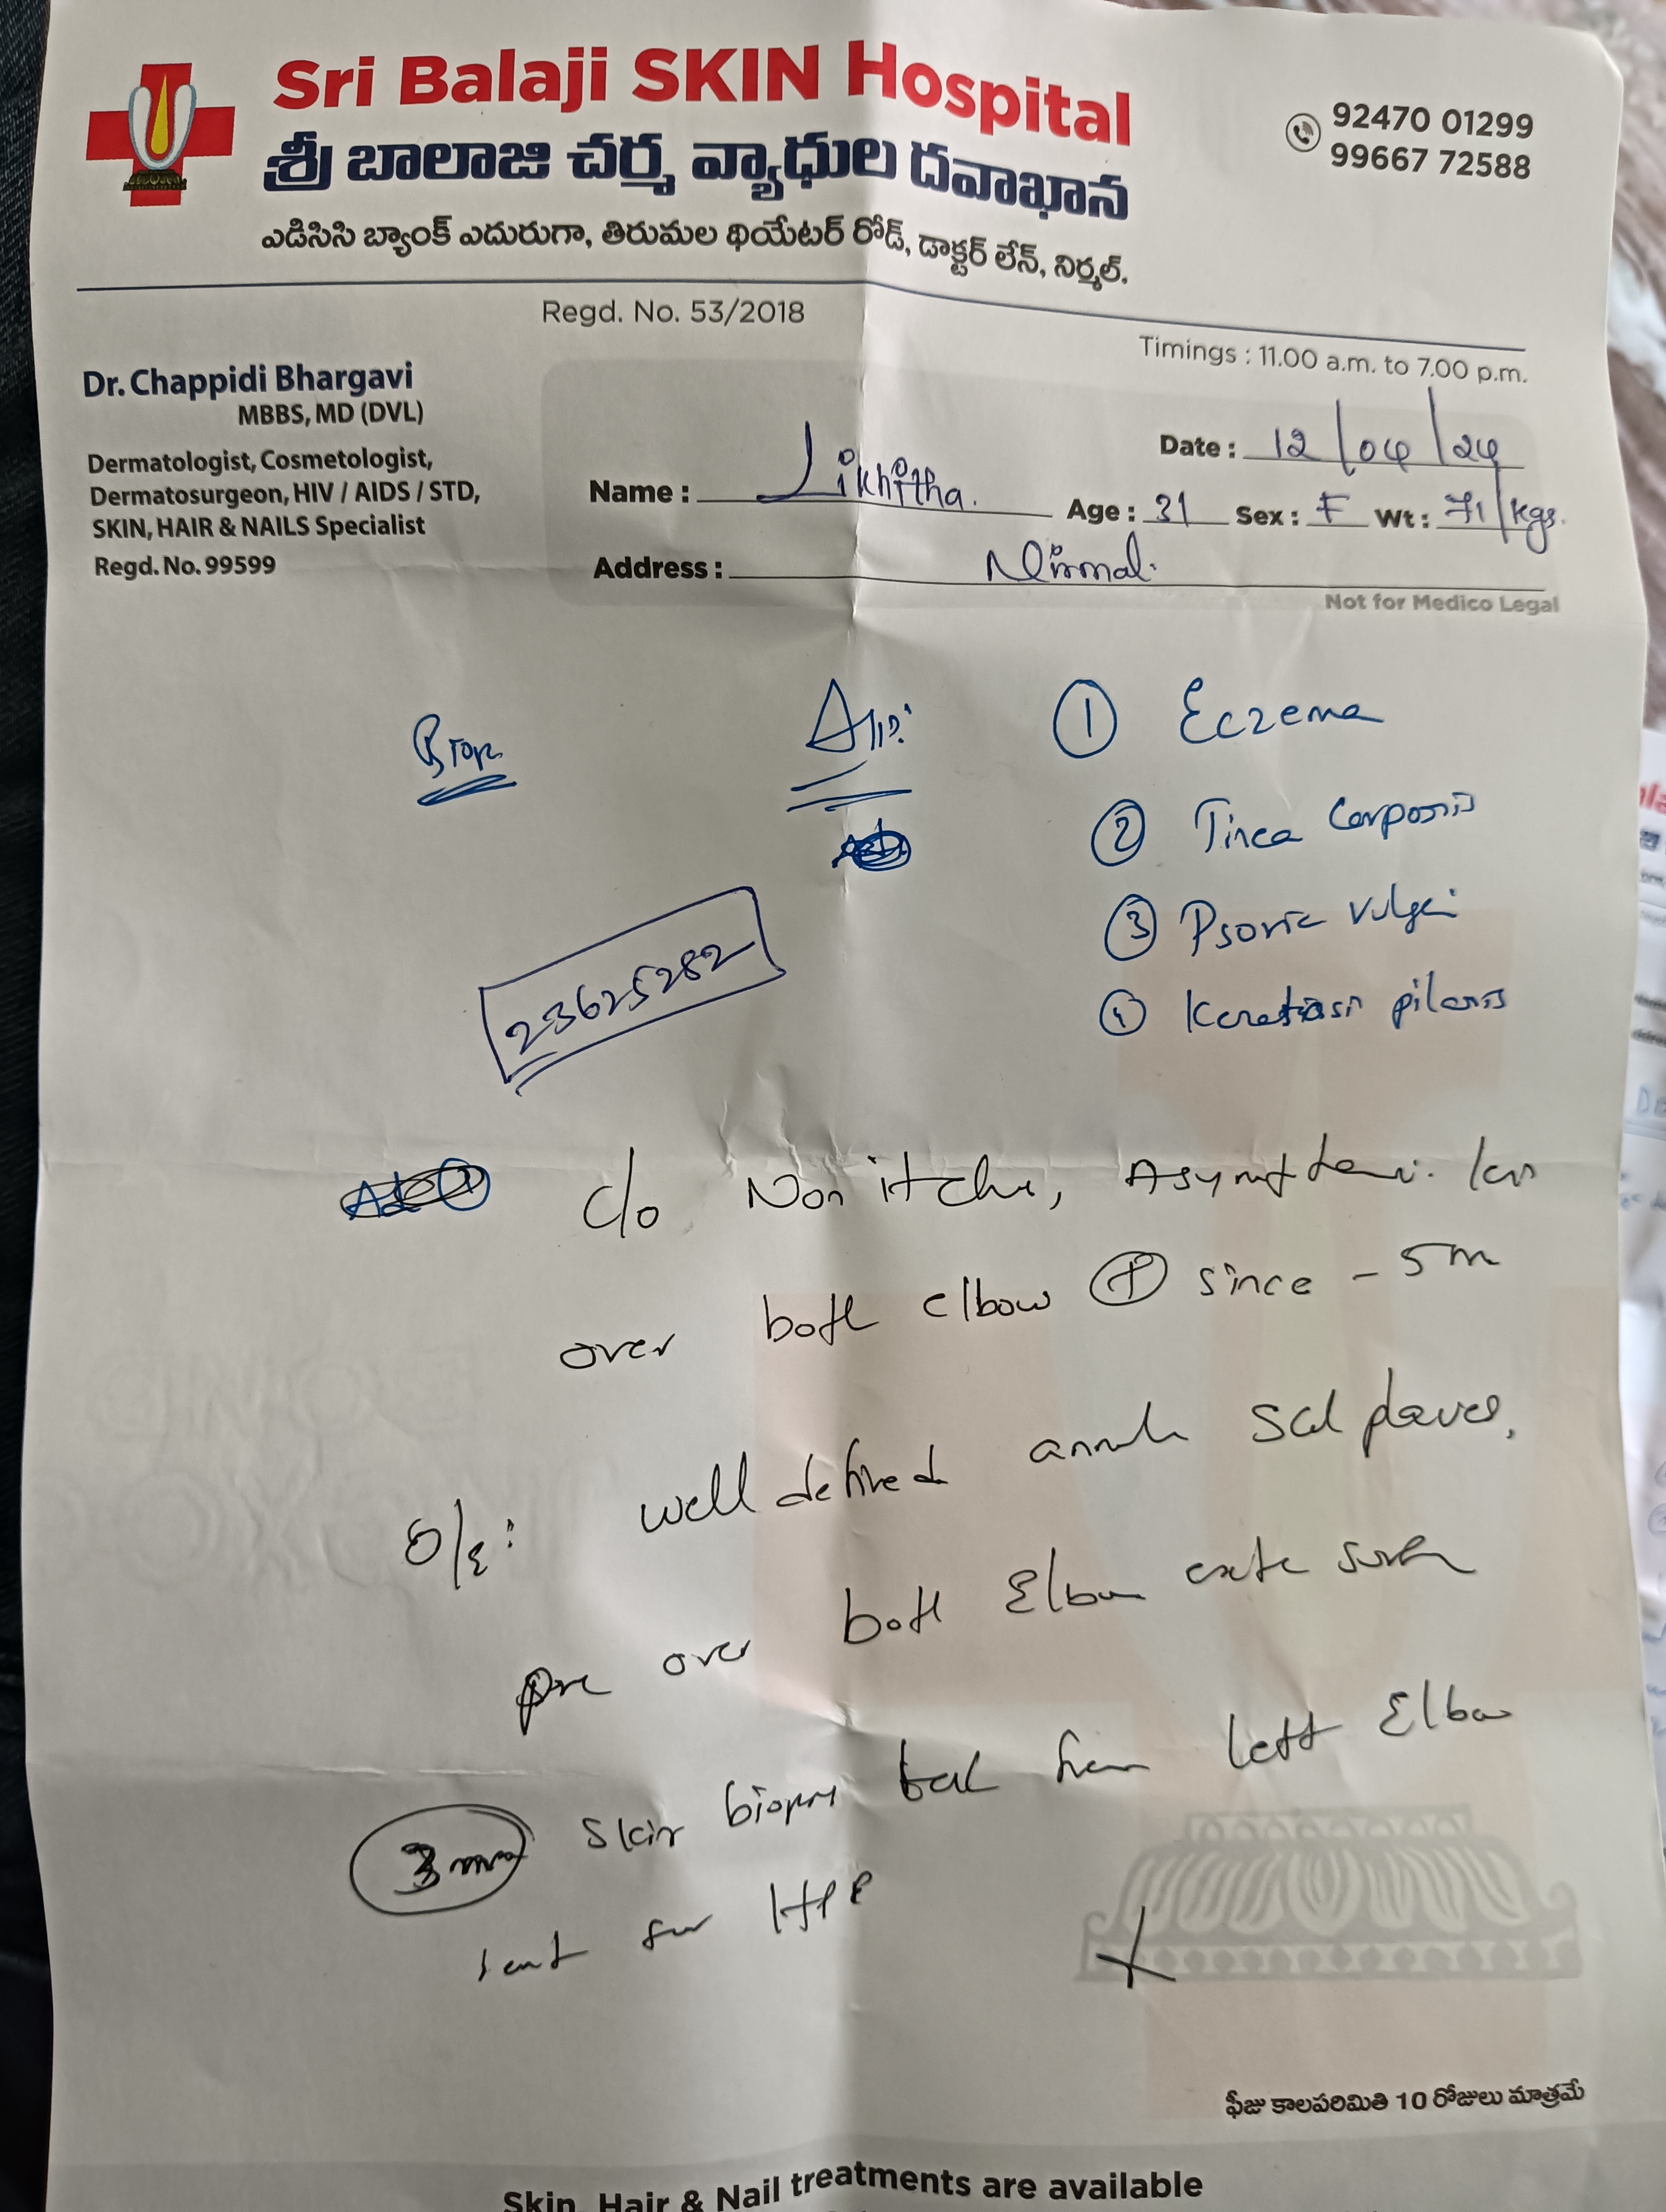 Sri Balaji SKIN Hospital
శ్రీ బాలాజి చర్మ వ్యాధుల దవాఖాన
ఎడిసిసి బ్యాంక్ ఎదురుగా, తిరుమల థియేటర్ రోడ్, డాక్టర్ లేన్, నిర్మల్.
92470 01299
99667 72588
Regd. No. 53/2018
Timings : 11.00 a.m. to 7.00 p.m.
Dr. Chappidi Bhargavi
MBBS, MD (DVL)
Dermatologist, Cosmetologist,
Dermatosurgeon, HIV / AIDS / STD,
SKIN, HAIR & NAILS Specialist
Regd. No. 99599
Date : 12/04/24
Name : Likhitha.
Age : 31 Sex : F Wt : 71/kgs.
Address : Nirmal.
Not for Medico Legal
① Eczema
② Tinea Corporis
③ Psoria vulgari
④ pilaris
23625282
C/o Non itchy,
over both elbow ⊕ since - 5m
O/E: well defined
over both Elbow
3mm skin biopsy from left Elbow
sent for HPE
ఫీజు కాలపరిమితి 10 రోజులు మాత్రమే
Skin, Hair & Nail treatments are available